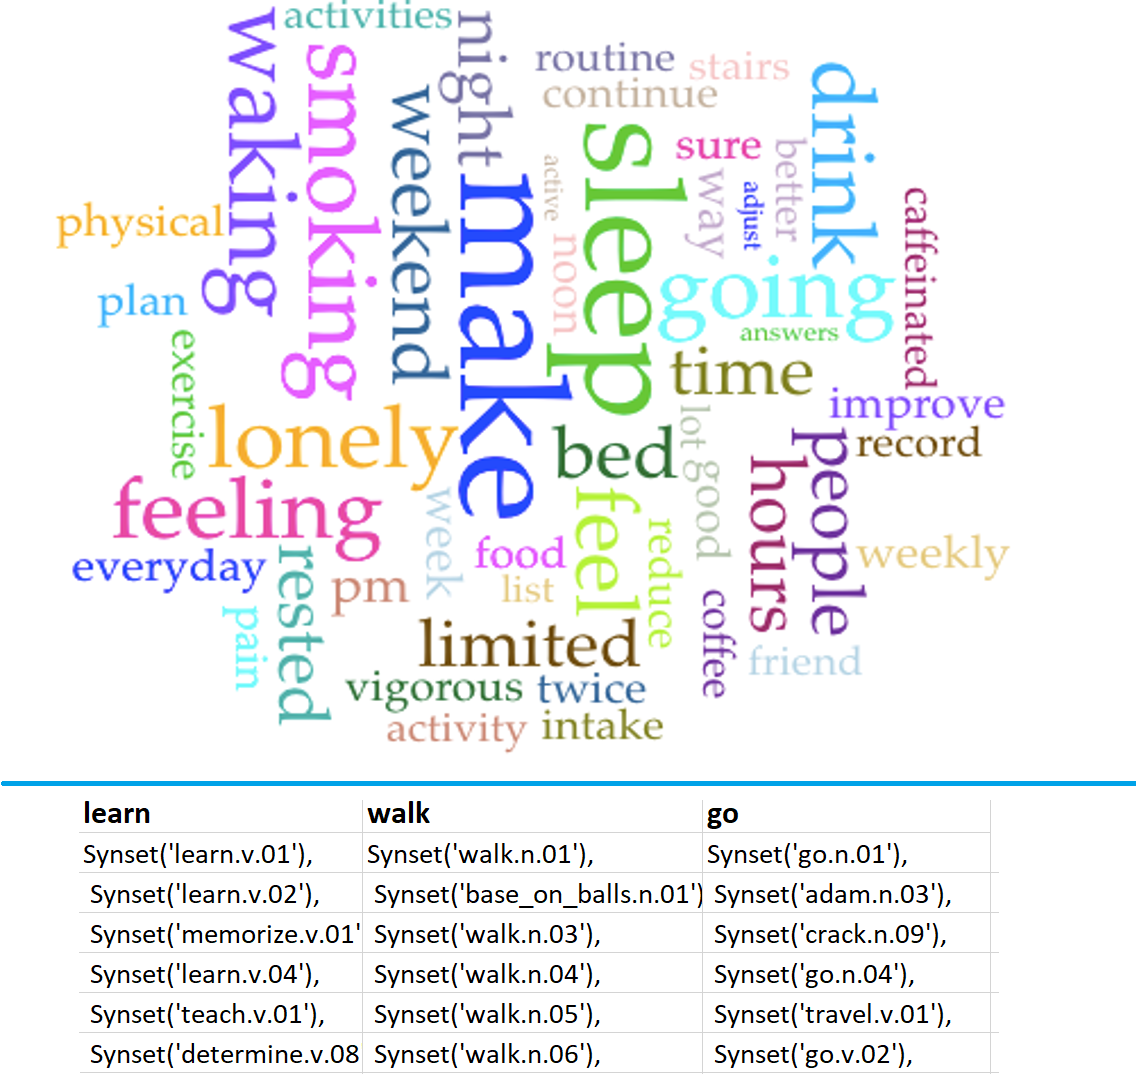 activities
waking
smoking
night
weekend
routine
stairs
continue
drink
sleep
sure
better
way
adjust
active
noon
make
physical
caffeinated
plan
going
answers
exercise
time
improve
lonely
bed
lot
good
people
record
hours
feeling
week
food
feel
reduce
weekly
everyday
rested
pm
list
coffee
pain
limited
friend
vigorous
twice
activity
intake
learn walk go
Synset('learn.v.01'), Synset('walk.n.01'), Synset('go.n.01'),
Synset('learn.v.02'), Synset('base_on_balls.n.01') Synset('adam.n.03'),
Synset('memorize.v.01' Synset('walk.n.03'), Synset('crack.n.09'),
Synset('learn.v.04'), Synset('walk.n.04'), Synset('go.n.04'),
Synset('teach.v.01'), Synset('walk.n.05'), Synset('travel.v.01'),
Synset('determine.v.08 Synset('walk.n.06'), Synset('go.v.02'),